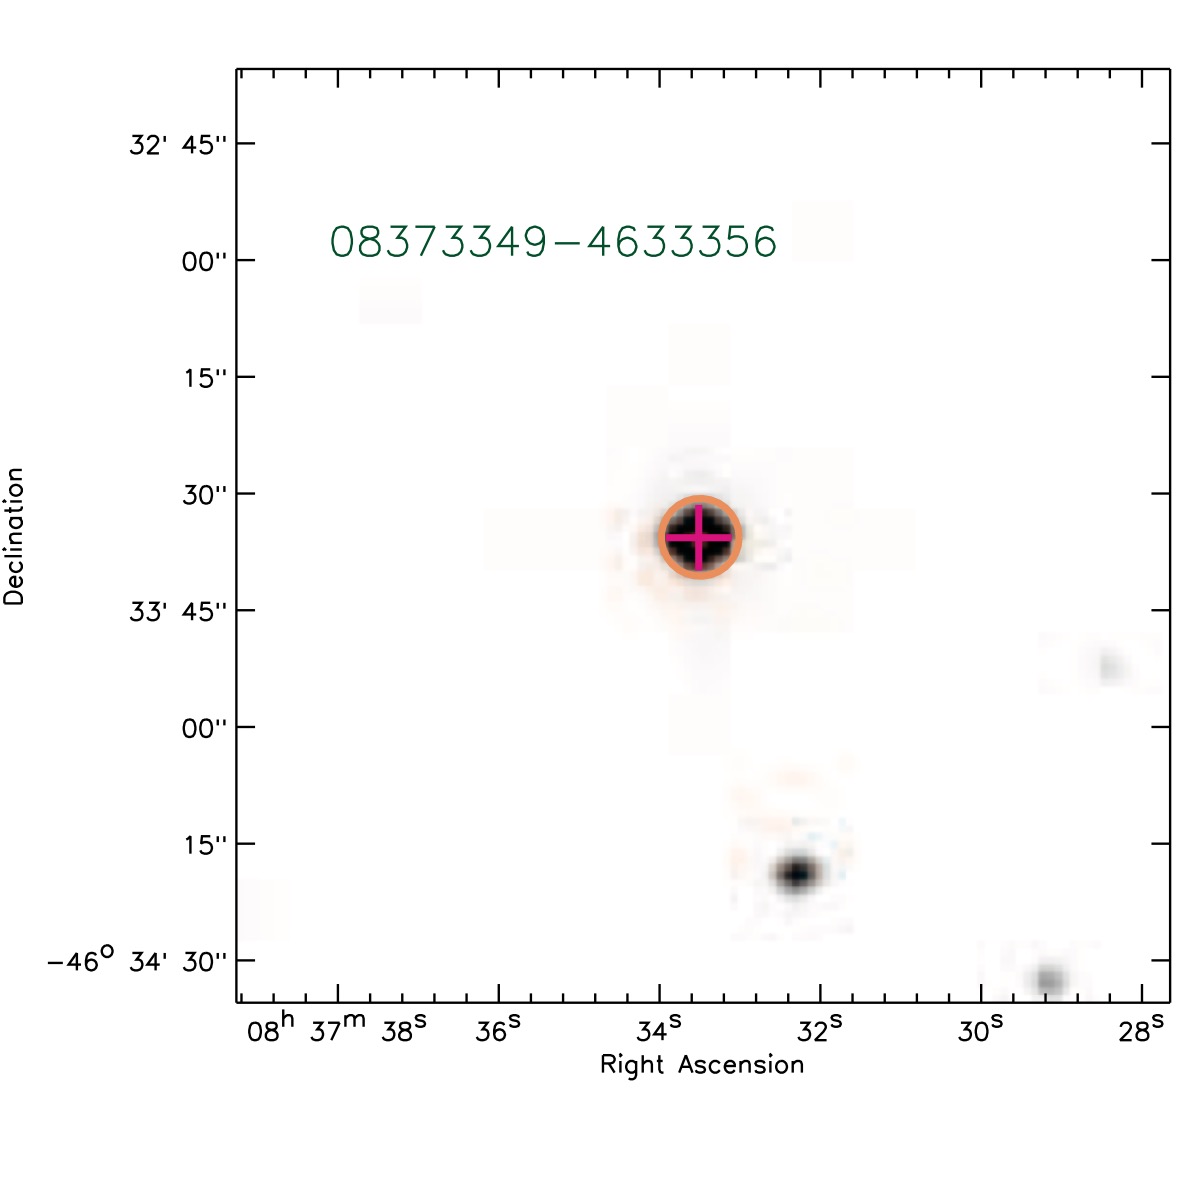 32' 45"
08373349−4633356
00"
15"
30"
Declination
33' 45"
00"
15"
−46° 34' 30"
08h 37m 38s 36s 34s 32s 30s 28s
Right Ascension